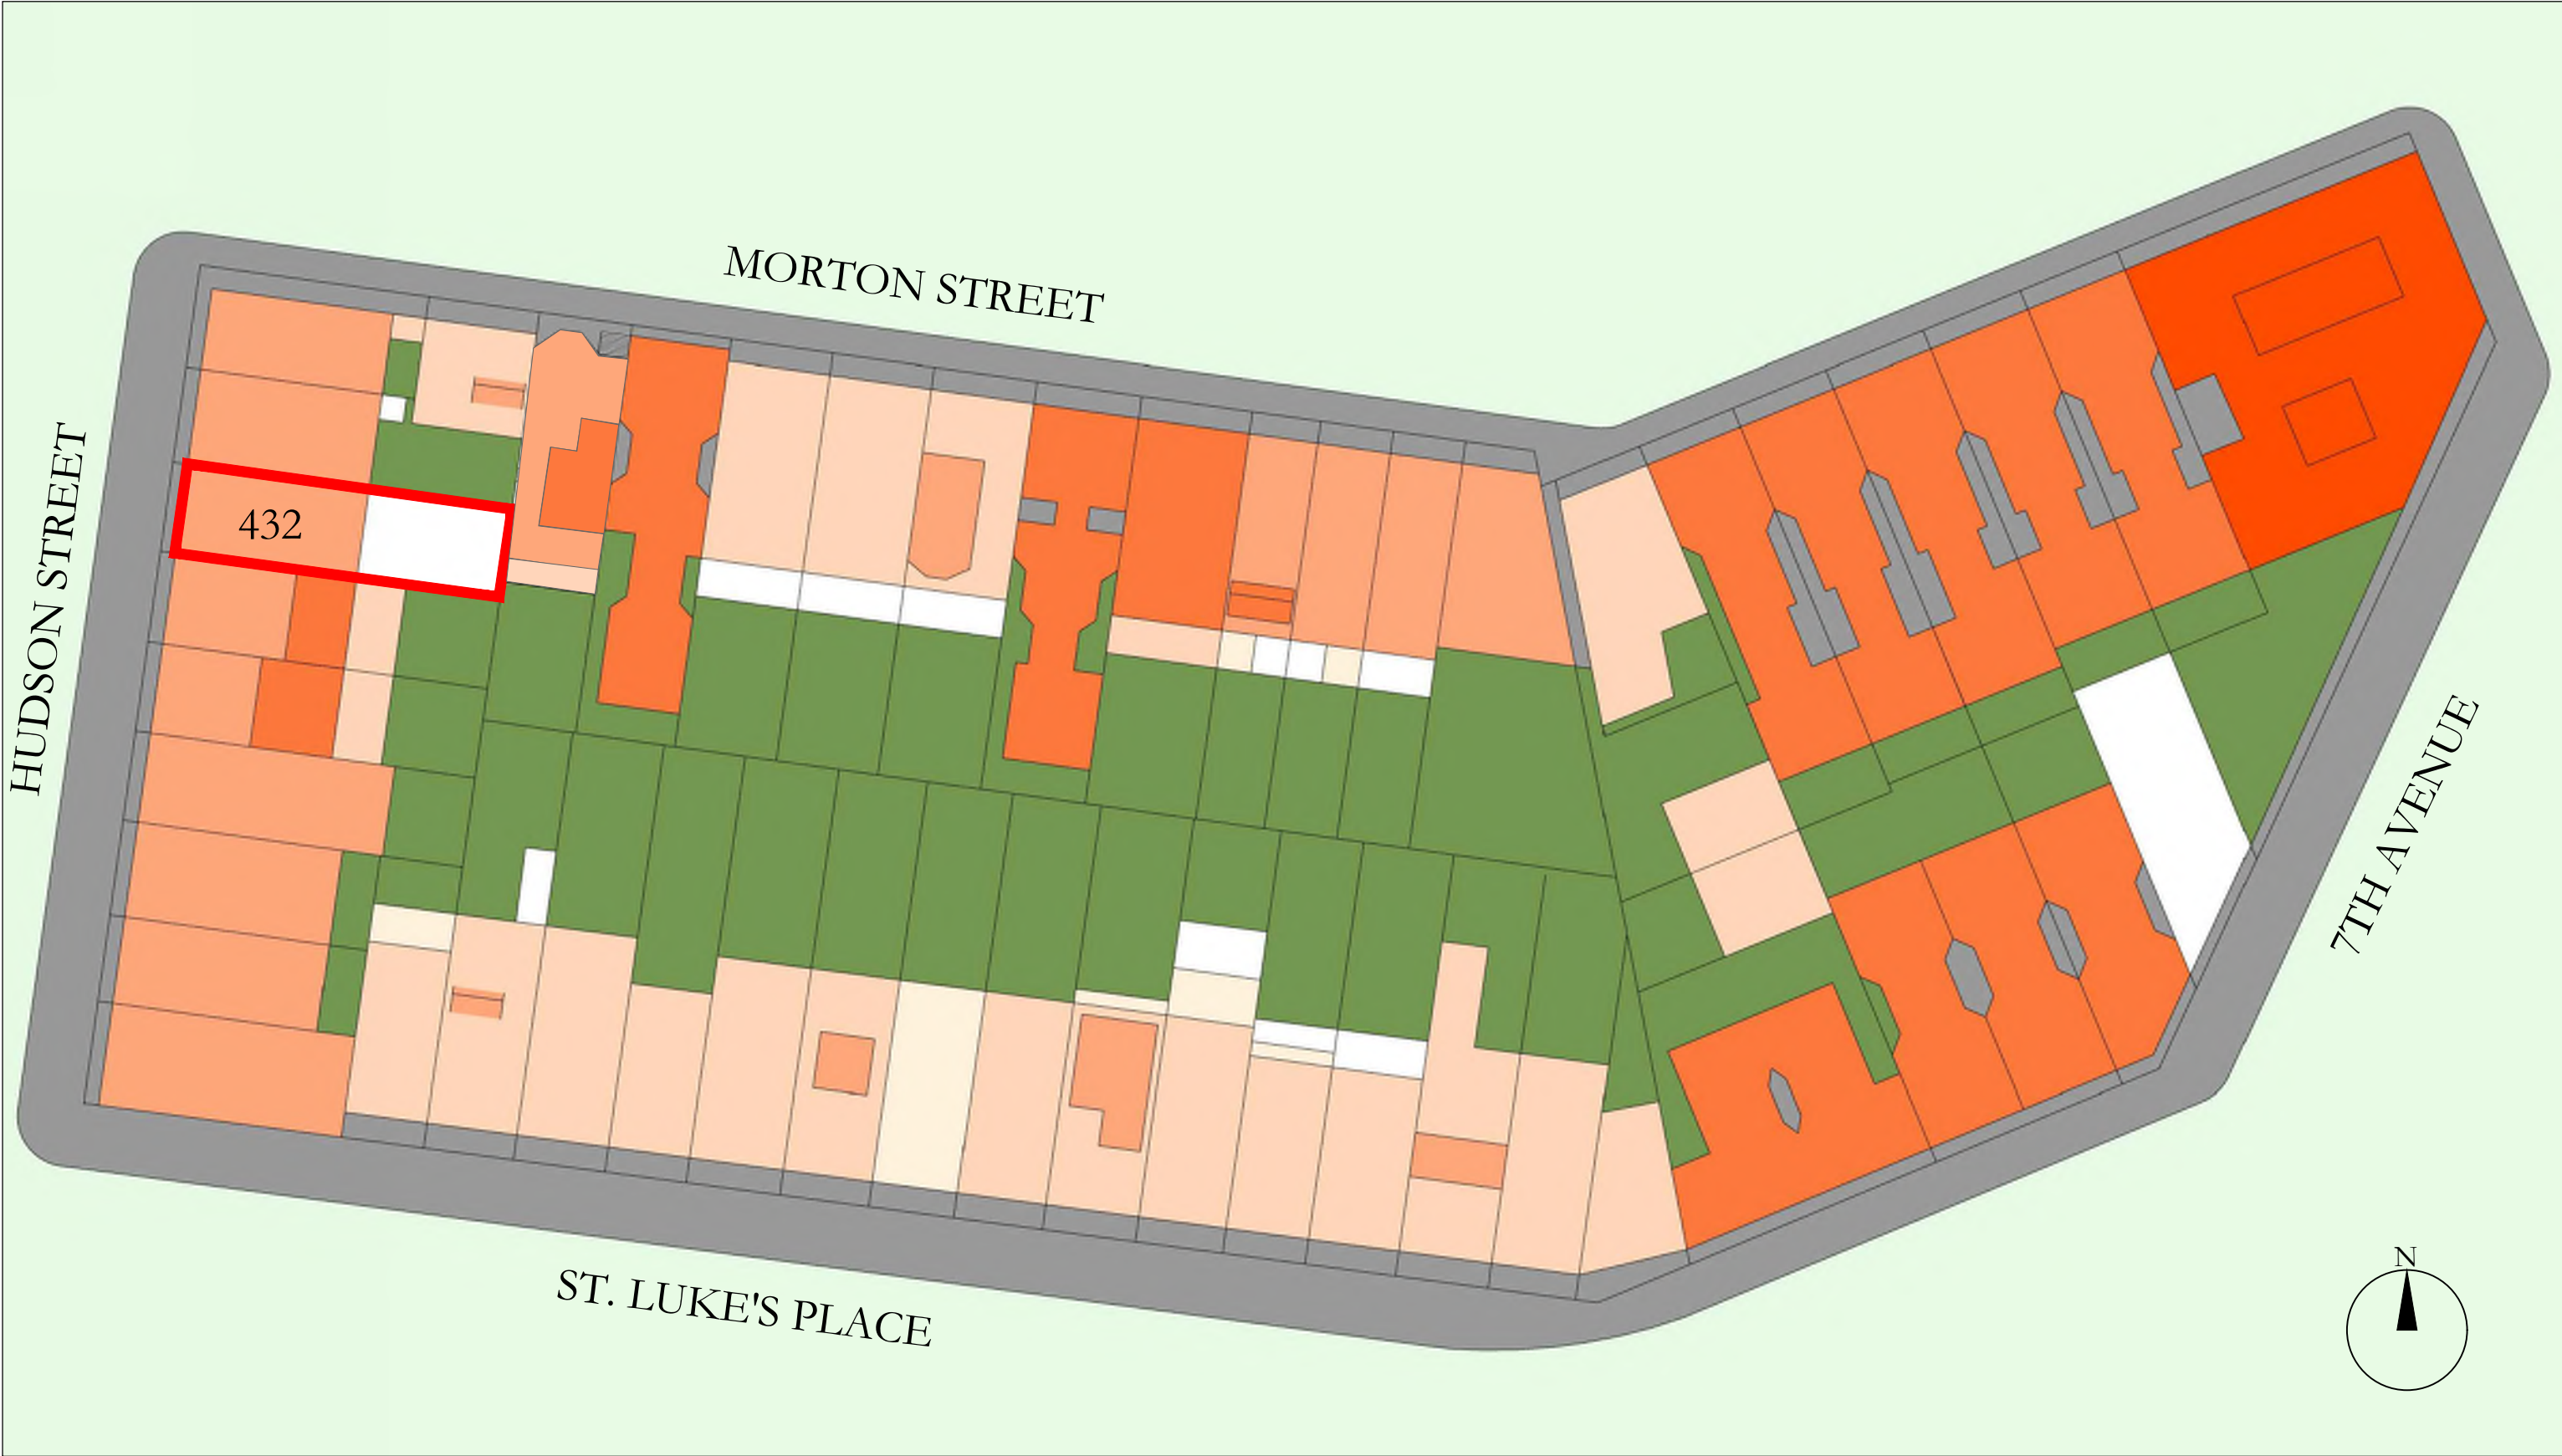 MORTON STREET
HUDSON STREET
432
7TH AVENUE
ST. LUKE'S PLACE
N